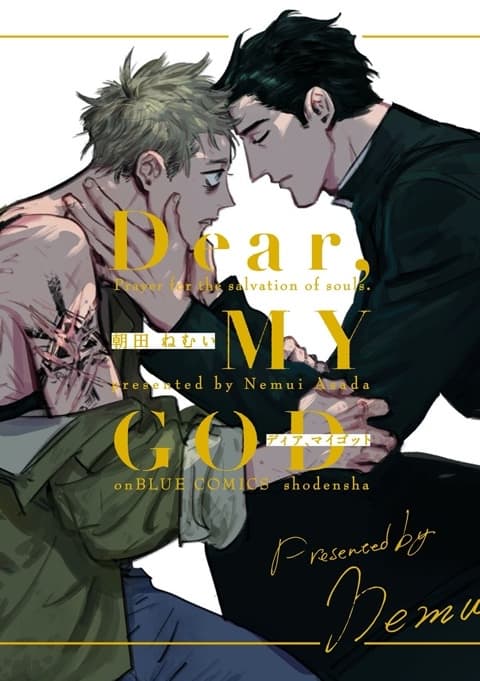 Dear,
Prayer for the salvation of souls.
朝田 ねむい
MY
presented by Nemui Asada
GOD
ディア、マイゴッド
onBLUE COMICS shodensha
Presented by
Nemu